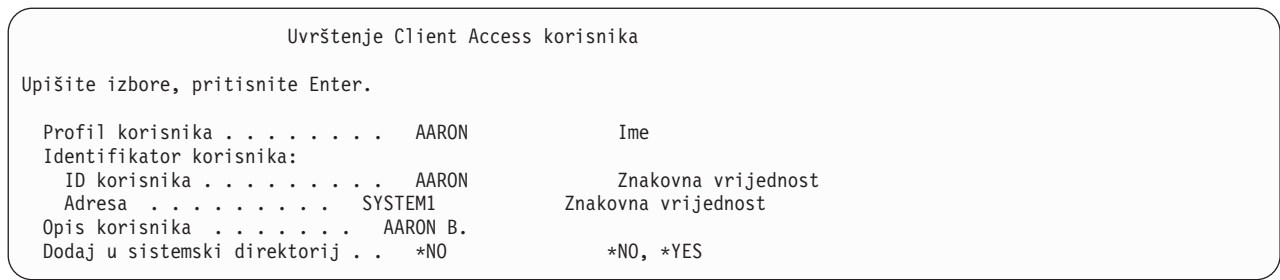 Uvrštenje Client Access korisnika
Upišite izbore, pritisnite Enter.
Profil korisnika . . . . . . . . AARON Ime
Identifikator korisnika:
ID korisnika . . . . . . . . . AARON Znakovna vrijednost
Adresa . . . . . . . . . SYSTEM1 Znakovna vrijednost
Opis korisnika . . . . . . . AARON B.
Dodaj u sistemski direktorij . . *NO *NO, *YES